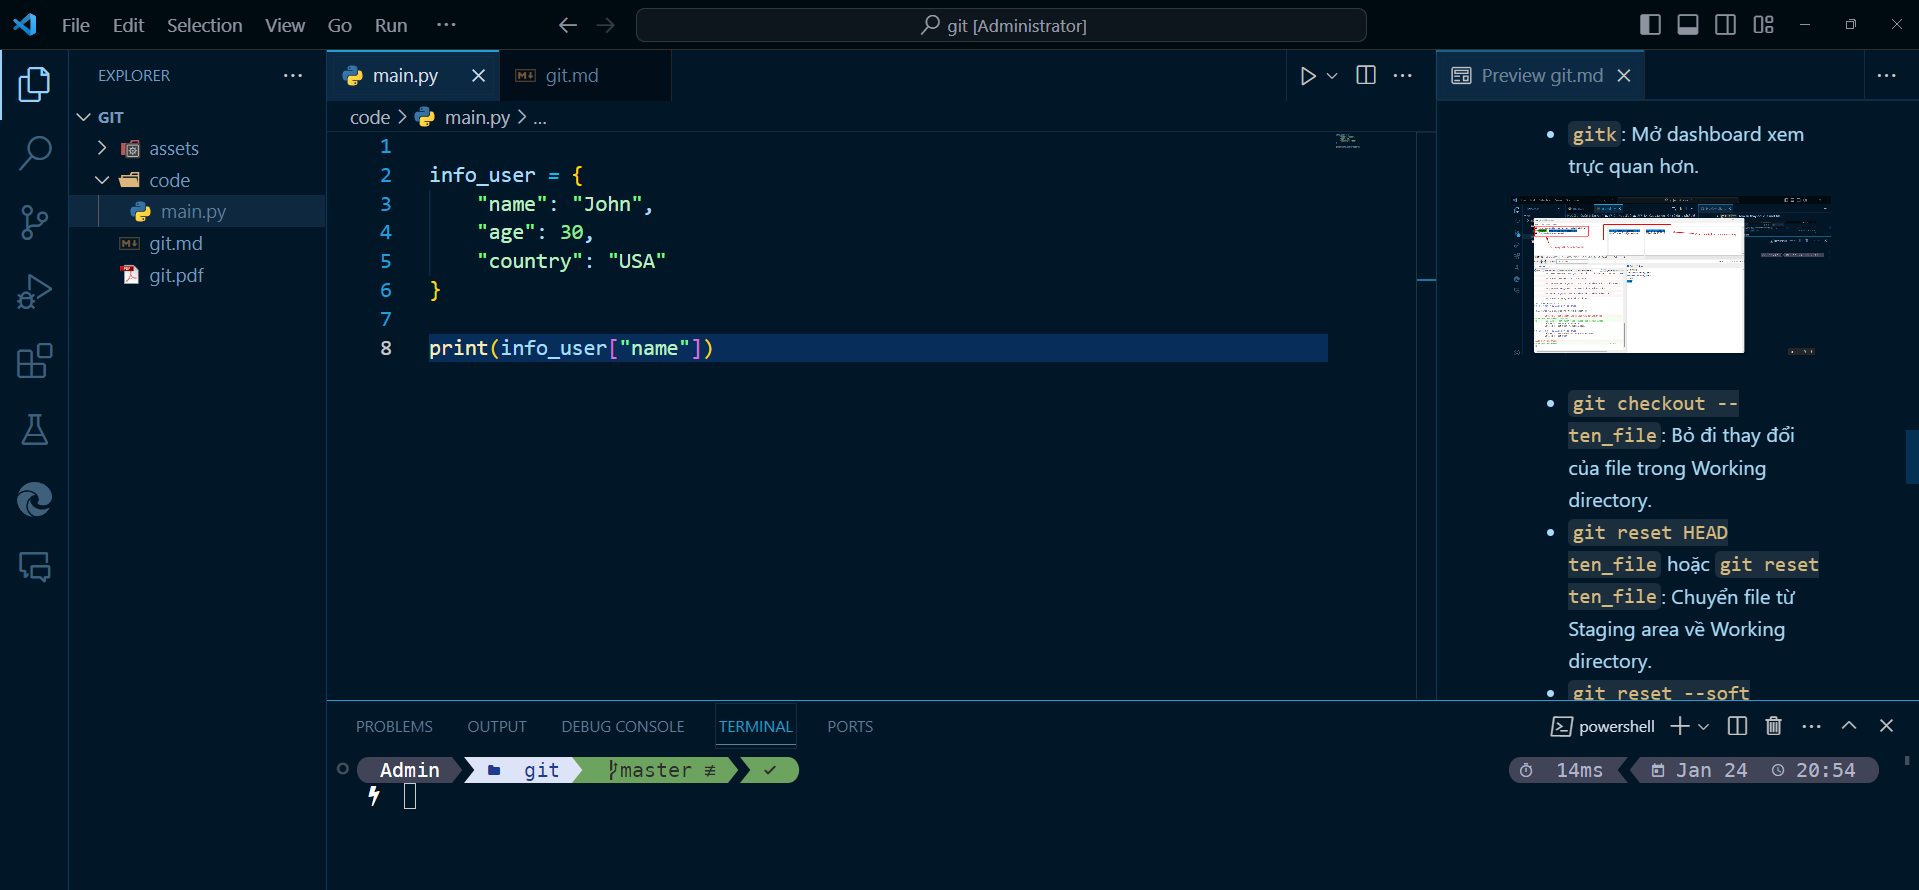 File Edit Selection View Go Run ···
git [Administrator]
EXPLORER
GIT
assets
code
main.py
git.md
git.pdf
main.py
git.md
code > main.py > ...
1
2 info_user = {
3 "name": "John",
4 "age": 30,
5 "country": "USA"
6 }
7
8 print(info_user["name"])
Preview git.md
• gitk: Mở dashboard xem
trực quan hơn.
• git checkout --
ten_file: Bỏ đi thay đổi
của file trong Working
directory.
• git reset HEAD
ten_file hoặc git reset
ten_file: Chuyển file từ
Staging area về Working
directory.
• git reset --soft
PROBLEMS OUTPUT DEBUG CONSOLE TERMINAL PORTS
powershell
Admin git master ≢ ✓
14ms Jan 24 20:54